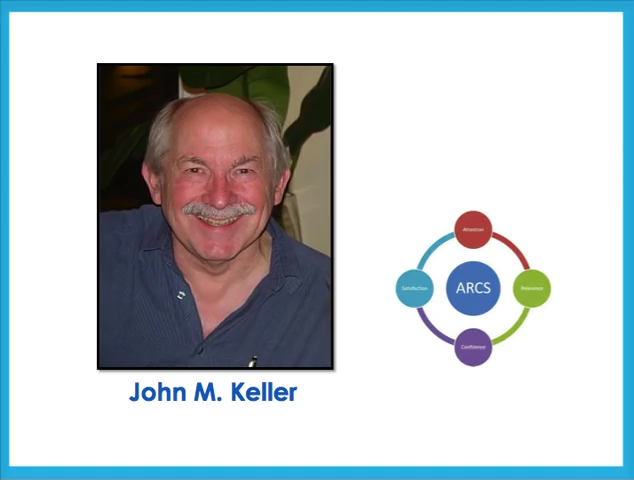 John M. Keller
Attention
Satisfaction
ARCS
Relevance
Confidence